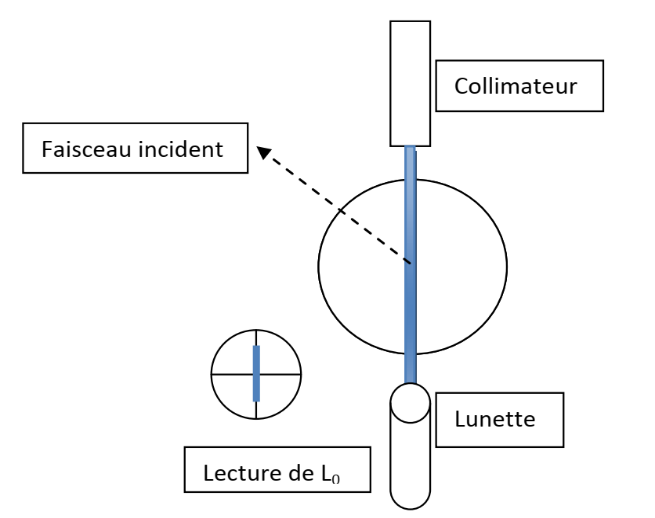 Collimateur
Faisceau incident
Lunette
Lecture de L₀